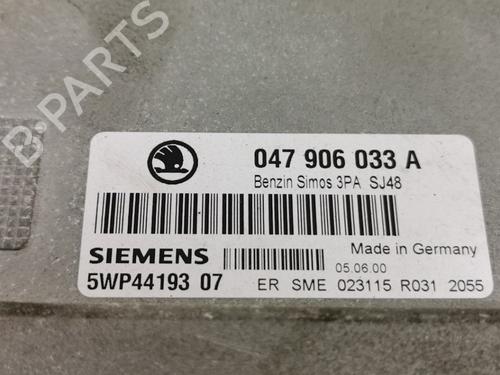 047 906 033 A
Benzin Simos 3PA SJ48
SIEMENS
Made in Germany
05.06.00
5WP44193 07
ER SME 023115 R031 2055
B-PARTS